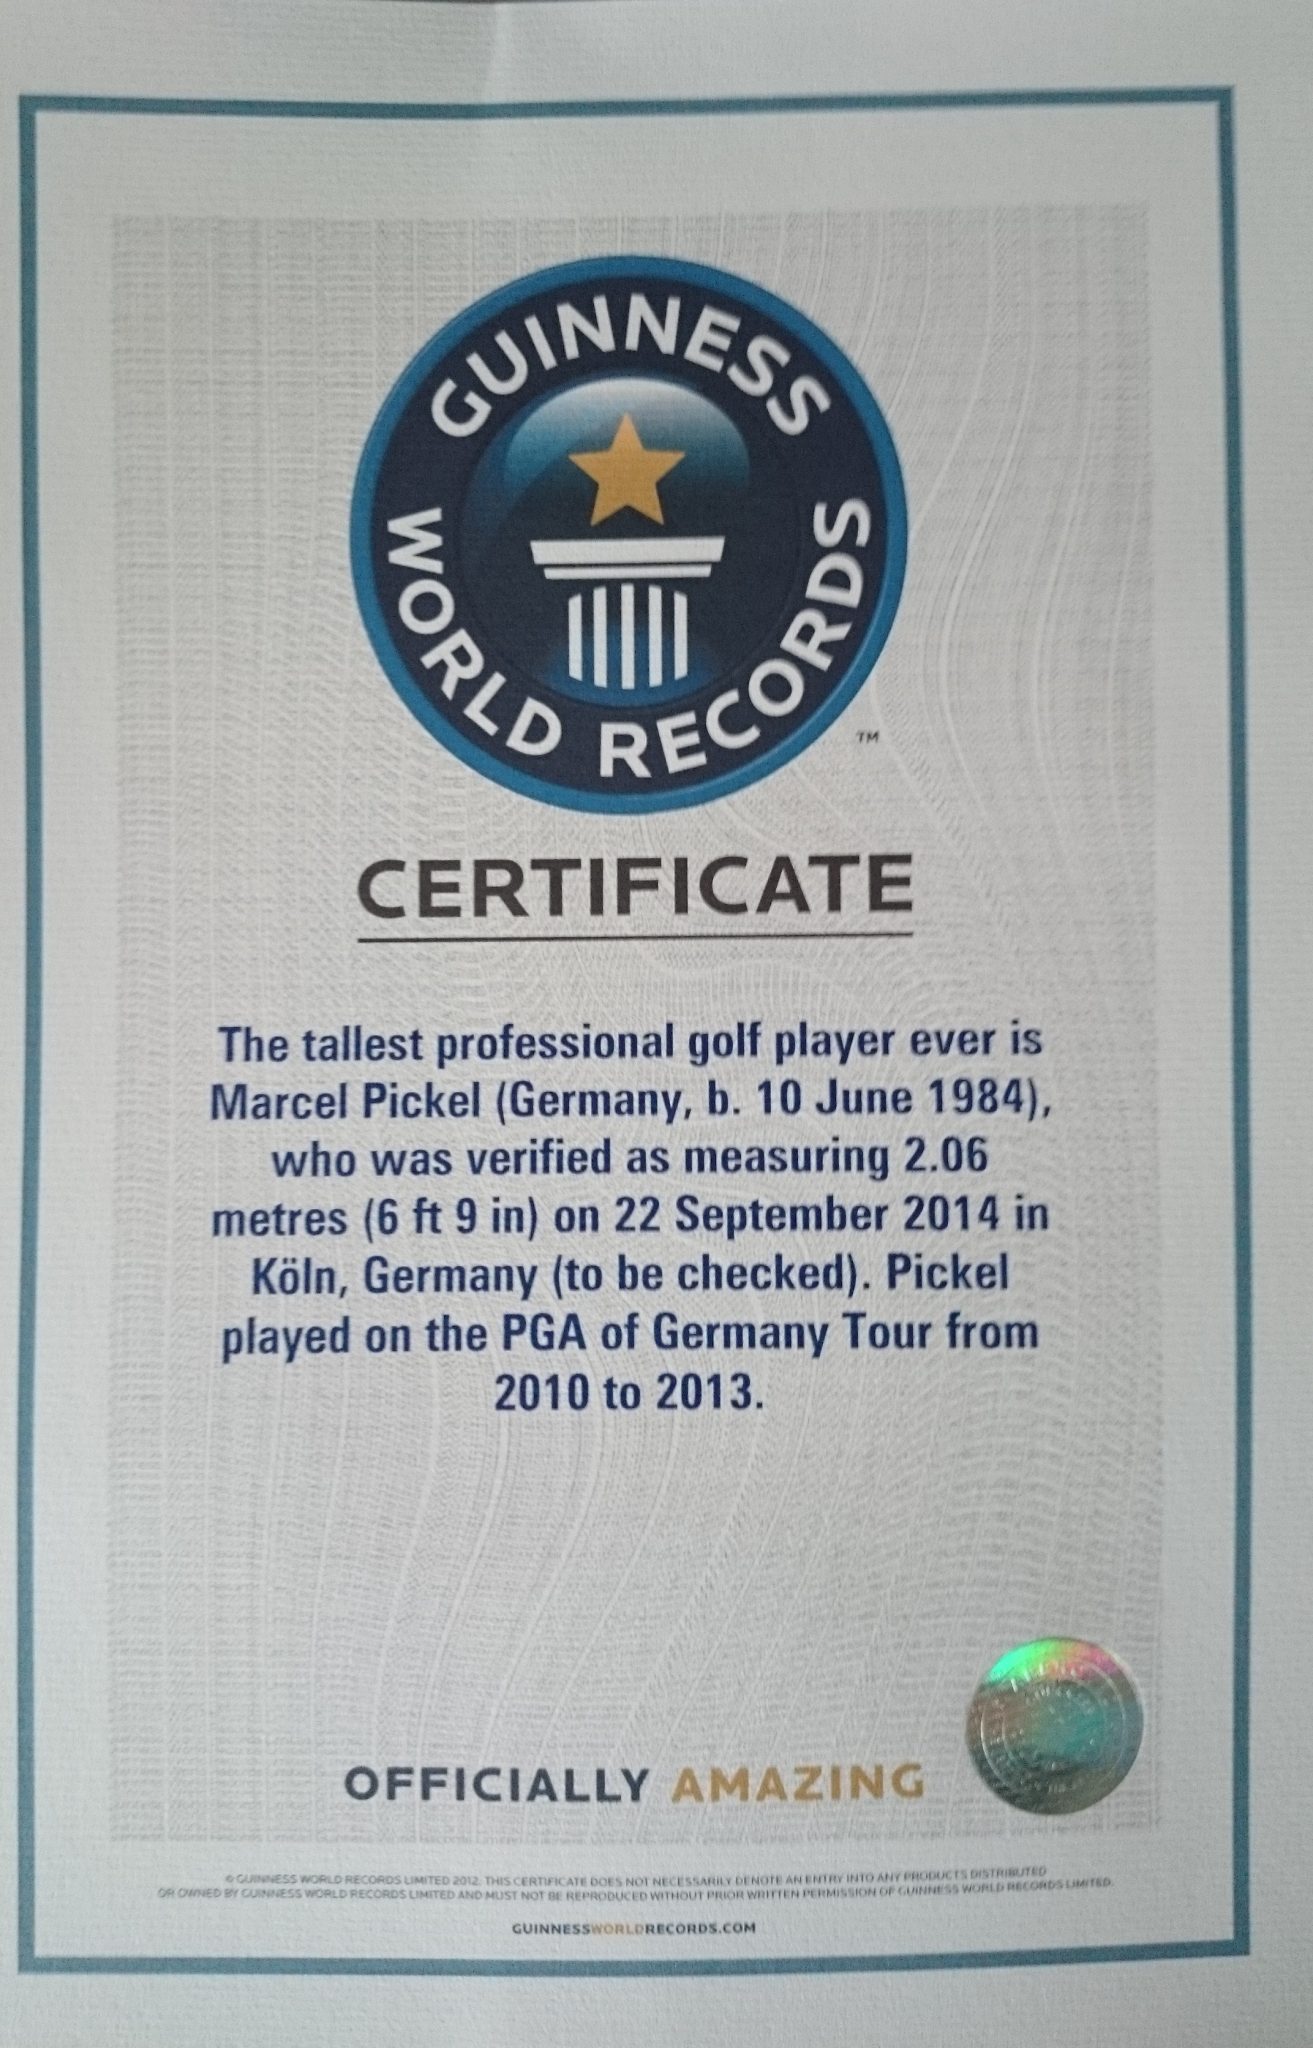 GUINNESS
WORLD RECORDS
TM
CERTIFICATE
The tallest professional golf player ever is
Marcel Pickel (Germany, b. 10 June 1984),
who was verified as measuring 2.06
metres (6 ft 9 in) on 22 September 2014 in
Köln, Germany (to be checked). Pickel
played on the PGA of Germany Tour from
2010 to 2013.
OFFICIALLY AMAZING
© GUINNESS WORLD RECORDS LIMITED 2012. THIS CERTIFICATE DOES NOT NECESSARILY DENOTE AN ENTRY INTO ANY PRODUCTS DISTRIBUTED
OR OWNED BY GUINNESS WORLD RECORDS LIMITED AND MUST NOT BE REPRODUCED WITHOUT PRIOR WRITTEN PERMISSION OF GUINNESS WORLD RECORDS LIMITED.
GUINNESSWORLDRECORDS.COM